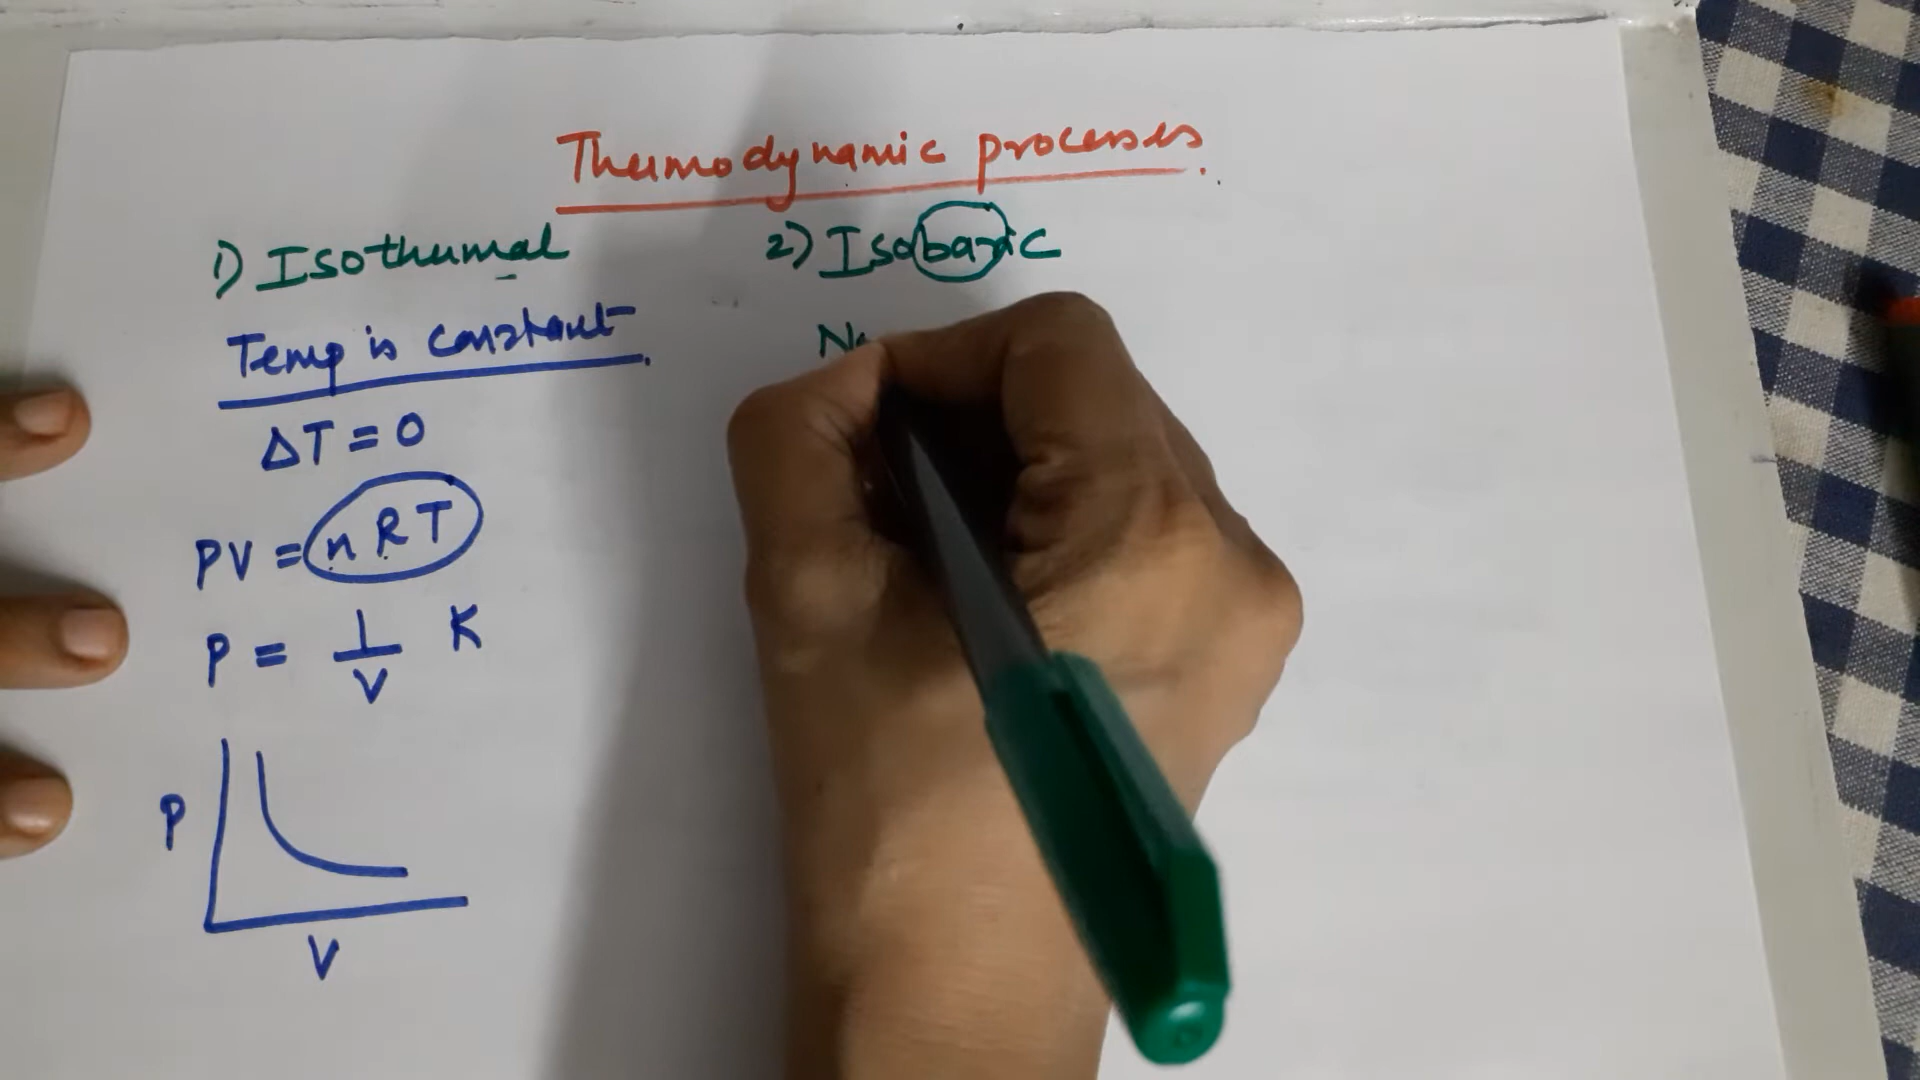 Thermodynamic processes.
1) Isothermal
Temp is constant.
ΔT = 0
PV = nRT
P = 1/V K
P
V
2) Isobaric